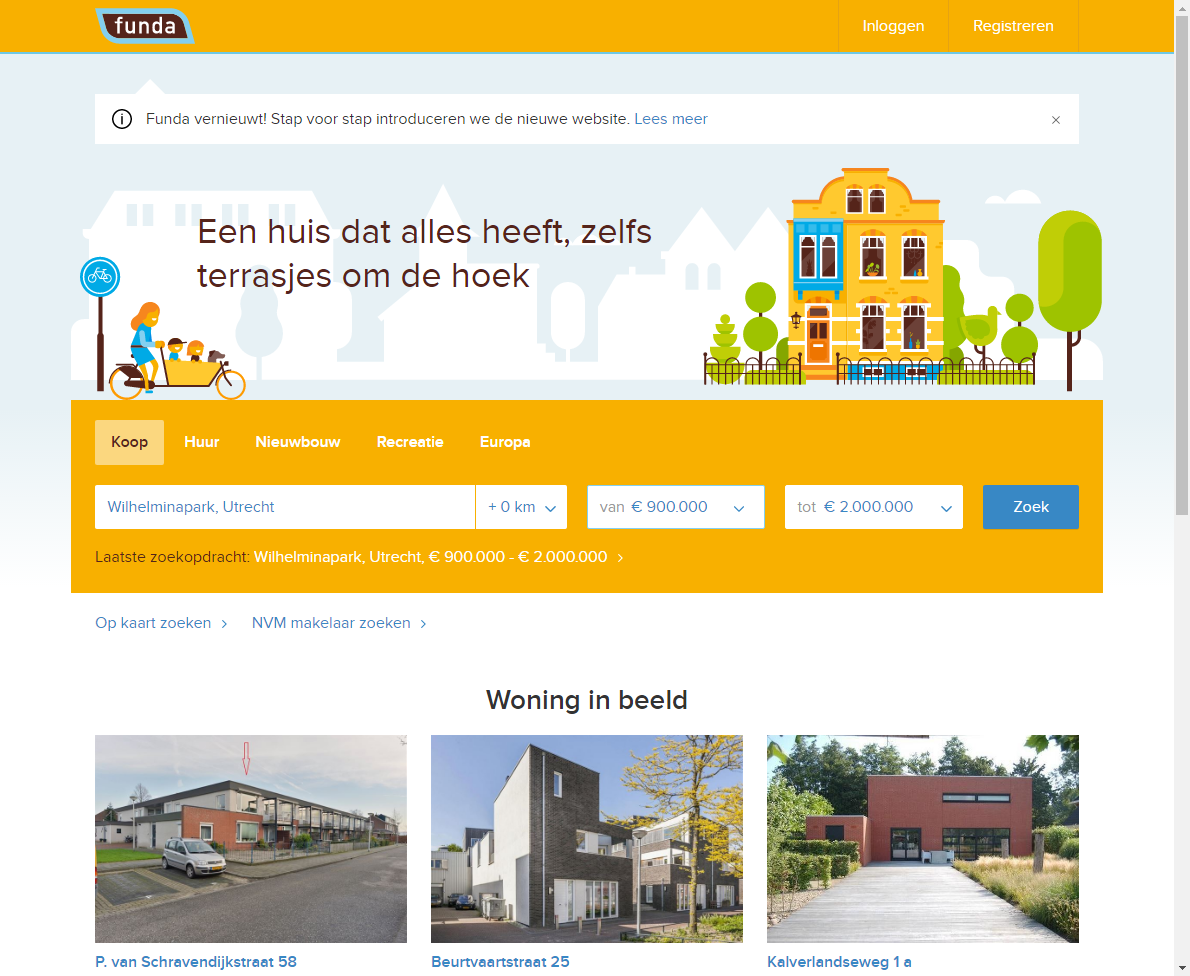 funda
Inloggen
Registreren
Funda vernieuwt! Stap voor stap introduceren we de nieuwe website. Lees meer
Een huis dat alles heeft, zelfs
terrasjes om de hoek
Koop
Huur
Nieuwbouw
Recreatie
Europa
Wilhelminapark, Utrecht
+ 0 km
van € 900.000
tot € 2.000.000
Zoek
Laatste zoekopdracht: Wilhelminapark, Utrecht, € 900.000 - € 2.000.000
Op kaart zoeken
NVM makelaar zoeken
Woning in beeld
P. van Schravendijkstraat 58
Beurtvaartstraat 25
Kalverlandseweg 1 a